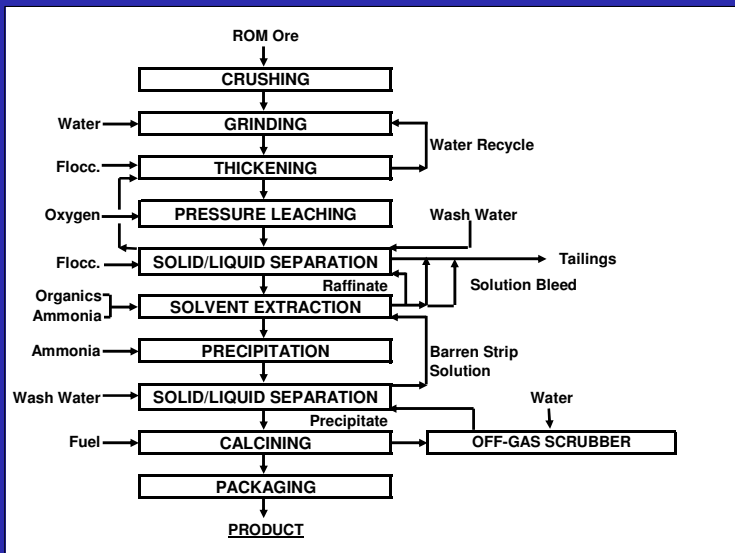 ROM Ore
CRUSHING
Water
GRINDING
Water Recycle
Flocc.
THICKENING
Oxygen
PRESSURE LEACHING
Wash Water
Flocc.
SOLID/LIQUID SEPARATION
Tailings
Raffinate
Solution Bleed
Organics
Ammonia
SOLVENT EXTRACTION
Ammonia
PRECIPITATION
Barren Strip
Solution
Wash Water
SOLID/LIQUID SEPARATION
Water
Precipitate
Fuel
CALCINING
OFF-GAS SCRUBBER
PACKAGING
PRODUCT